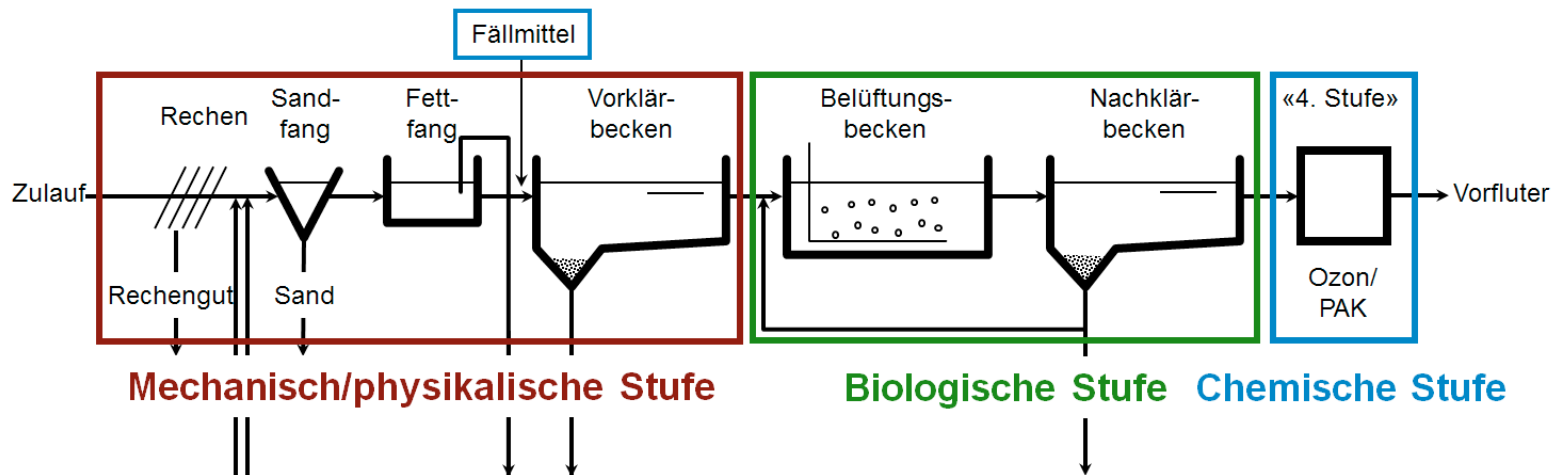 Fällmittel
Rechen
Sand-
fang
Fett-
fang
Vorklär-
becken
Belüftungs-
becken
Nachklär-
becken
«4. Stufe»
Zulauf
Vorfluter
Rechengut
Sand
Ozon/
PAK
Mechanisch/physikalische Stufe
Biologische Stufe
Chemische Stufe